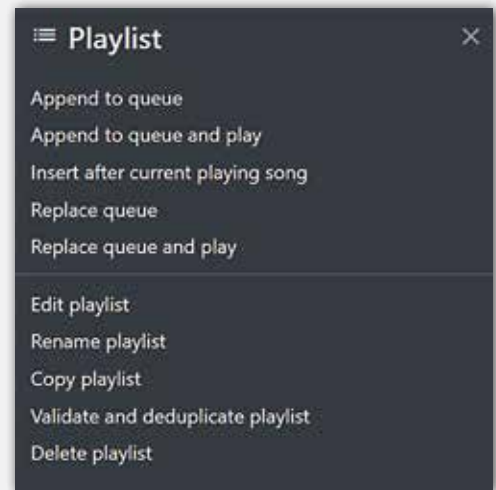 Playlist
Append to queue
Append to queue and play
Insert after current playing song
Replace queue
Replace queue and play
Edit playlist
Rename playlist
Copy playlist
Validate and deduplicate playlist
Delete playlist